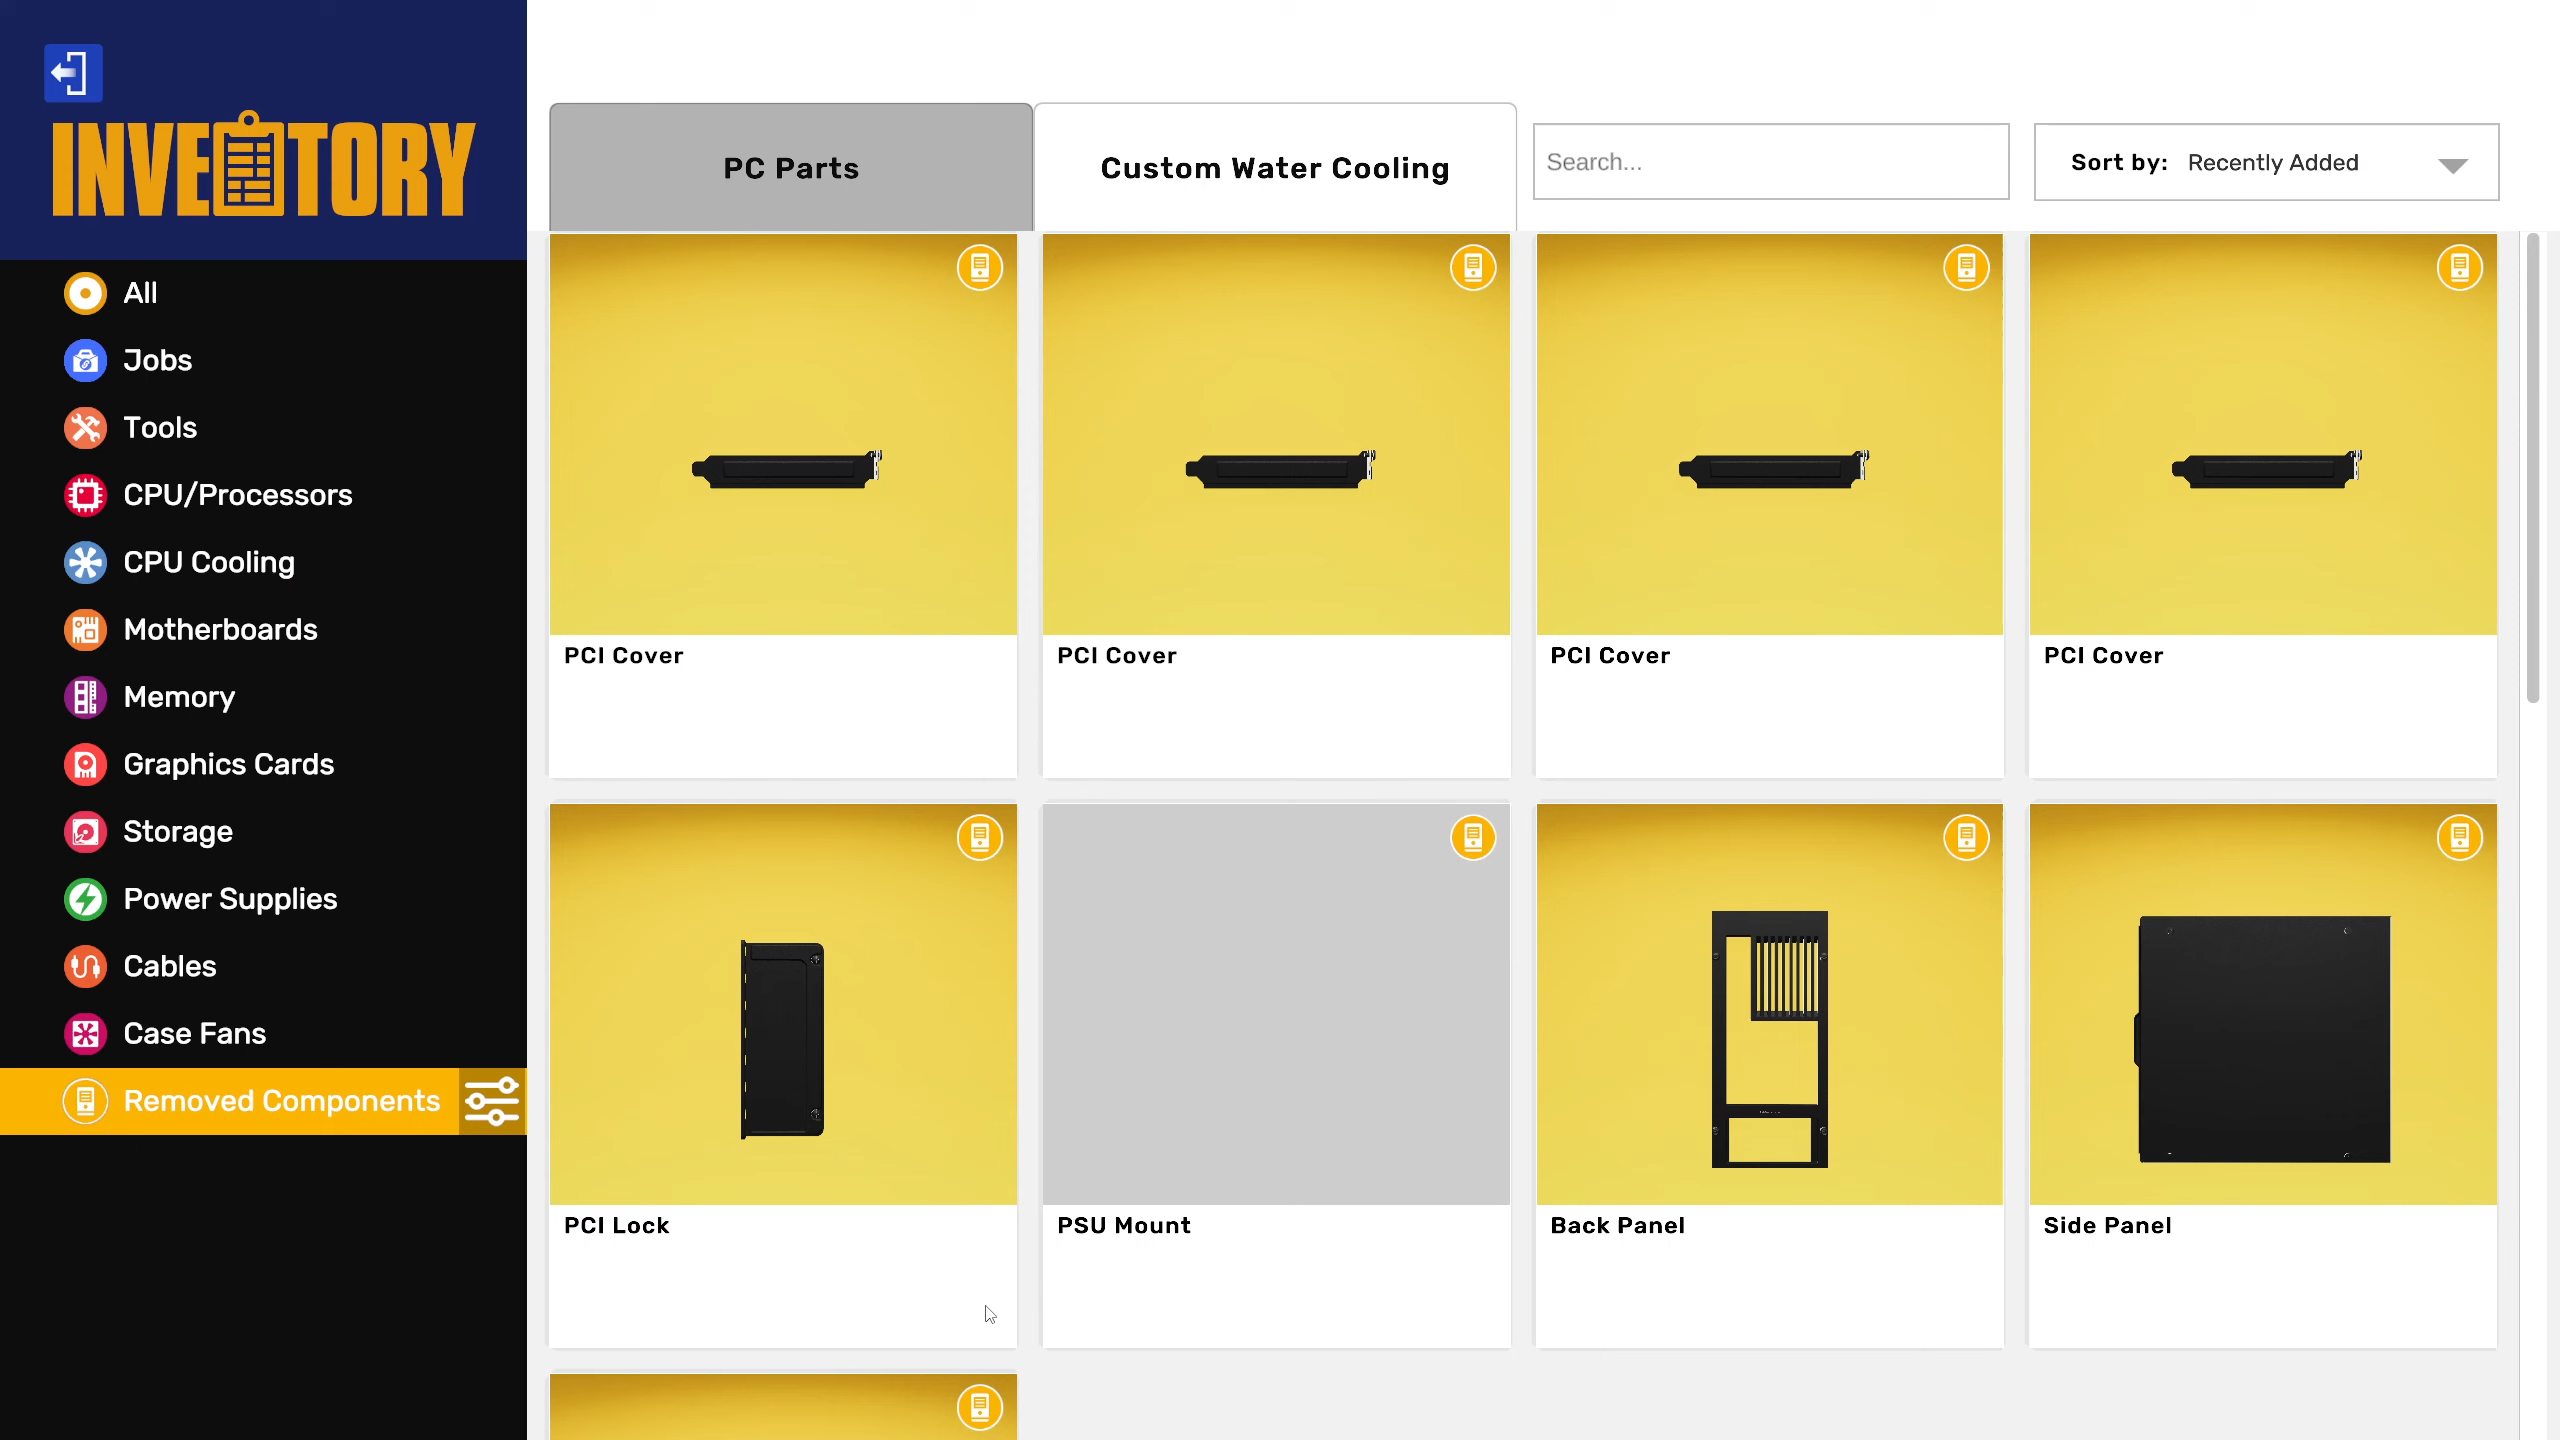 INVENTORY
All
Jobs
Tools
CPU/Processors
CPU Cooling
Motherboards
Memory
Graphics Cards
Storage
Power Supplies
Cables
Case Fans
Removed Components
PC Parts
Custom Water Cooling
Search...
Sort by: Recently Added
PCI Cover
PCI Cover
PCI Cover
PCI Cover
PCI Lock
PSU Mount
Back Panel
Side Panel